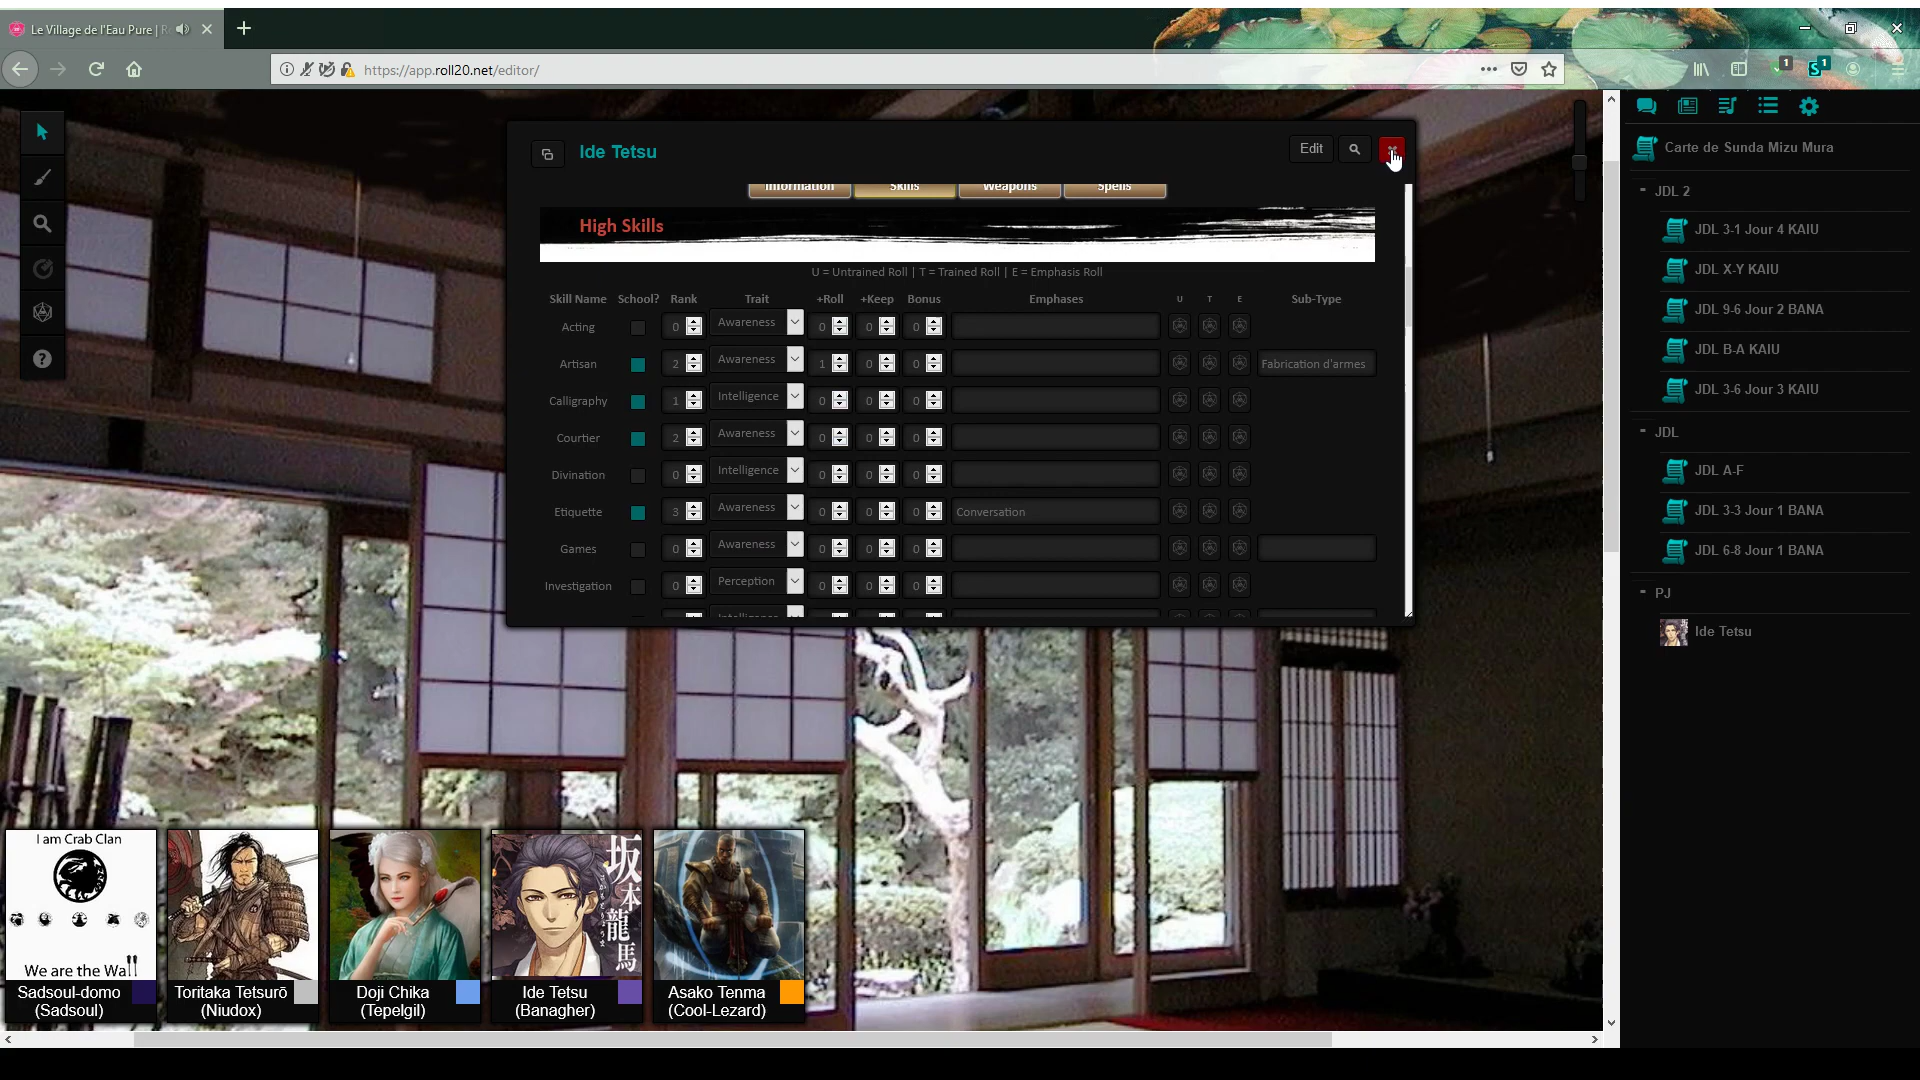 Le Village de l'Eau Pure | R
https://app.roll20.net/editor/
1
1
Ide Tetsu
Edit
Information
Skills
Weapons
Spells
High Skills
U = Untrained Roll | T = Trained Roll | E = Emphasis Roll
Skill Name School? Rank Trait +Roll +Keep Bonus Emphases U T E Sub-Type
Acting 0 Awareness 0 0 0
Artisan 2 Awareness 1 0 0 Fabrication d'armes
Calligraphy 1 Intelligence 0 0 0
Courtier 2 Awareness 0 0 0
Divination 0 Intelligence 0 0 0
Etiquette 3 Awareness 0 0 0 Conversation
Games 0 Awareness 0 0 0
Investigation 0 Perception 0 0 0
Intelligence
Carte de Sunda Mizu Mura
JDL 2
JDL 3-1 Jour 4 KAIU
JDL X-Y KAIU
JDL 9-6 Jour 2 BANA
JDL B-A KAIU
JDL 3-6 Jour 3 KAIU
JDL
JDL A-F
JDL 3-3 Jour 1 BANA
JDL 6-8 Jour 1 BANA
PJ
Ide Tetsu
I am Crab Clan
We are the Wall
坂本龍馬
Sadsoul-domo
(Sadsoul)
Toritaka Tetsurō
(Niudox)
Doji Chika
(Tepelgil)
Ide Tetsu
(Banagher)
Asako Tenma
(Cool-Lezard)